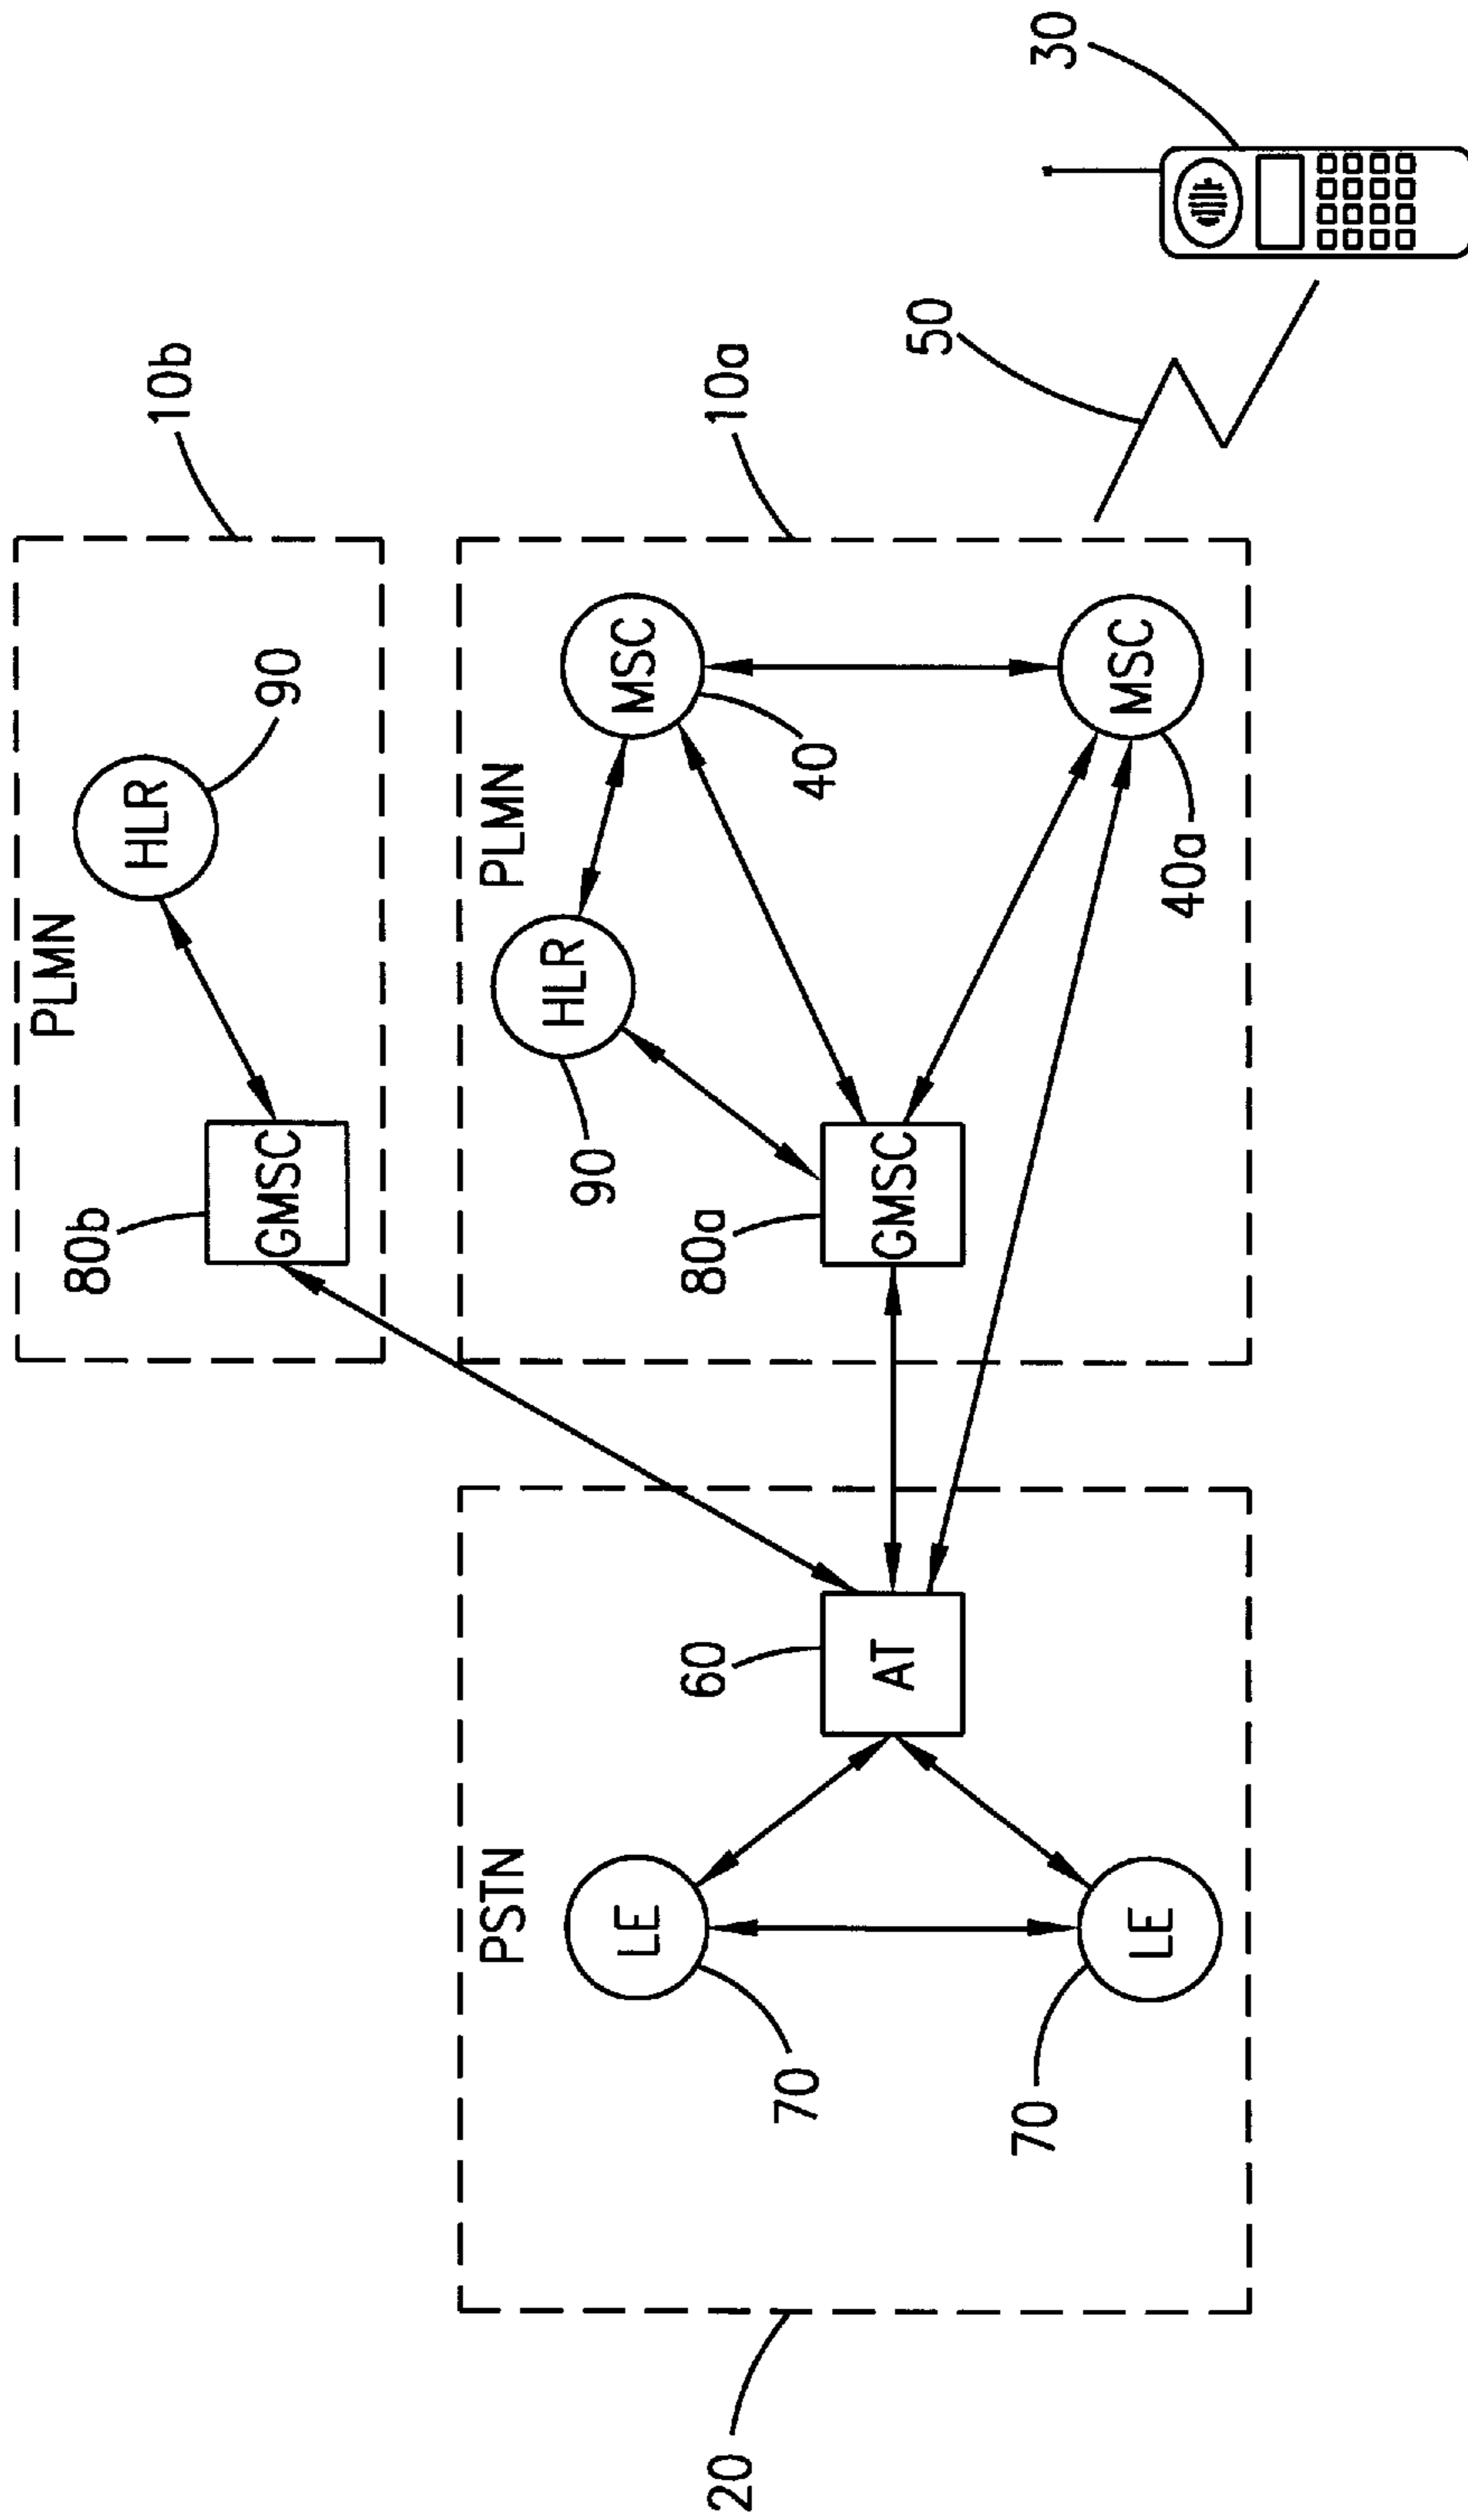 PLMN
80b
HLR
10b
GMSC
90
PSTN
PLMN
HLR
90
LE
MSC
60
80a
20
10a
70
40
AT
GMSC
50
70
30
LE
MSC
40a